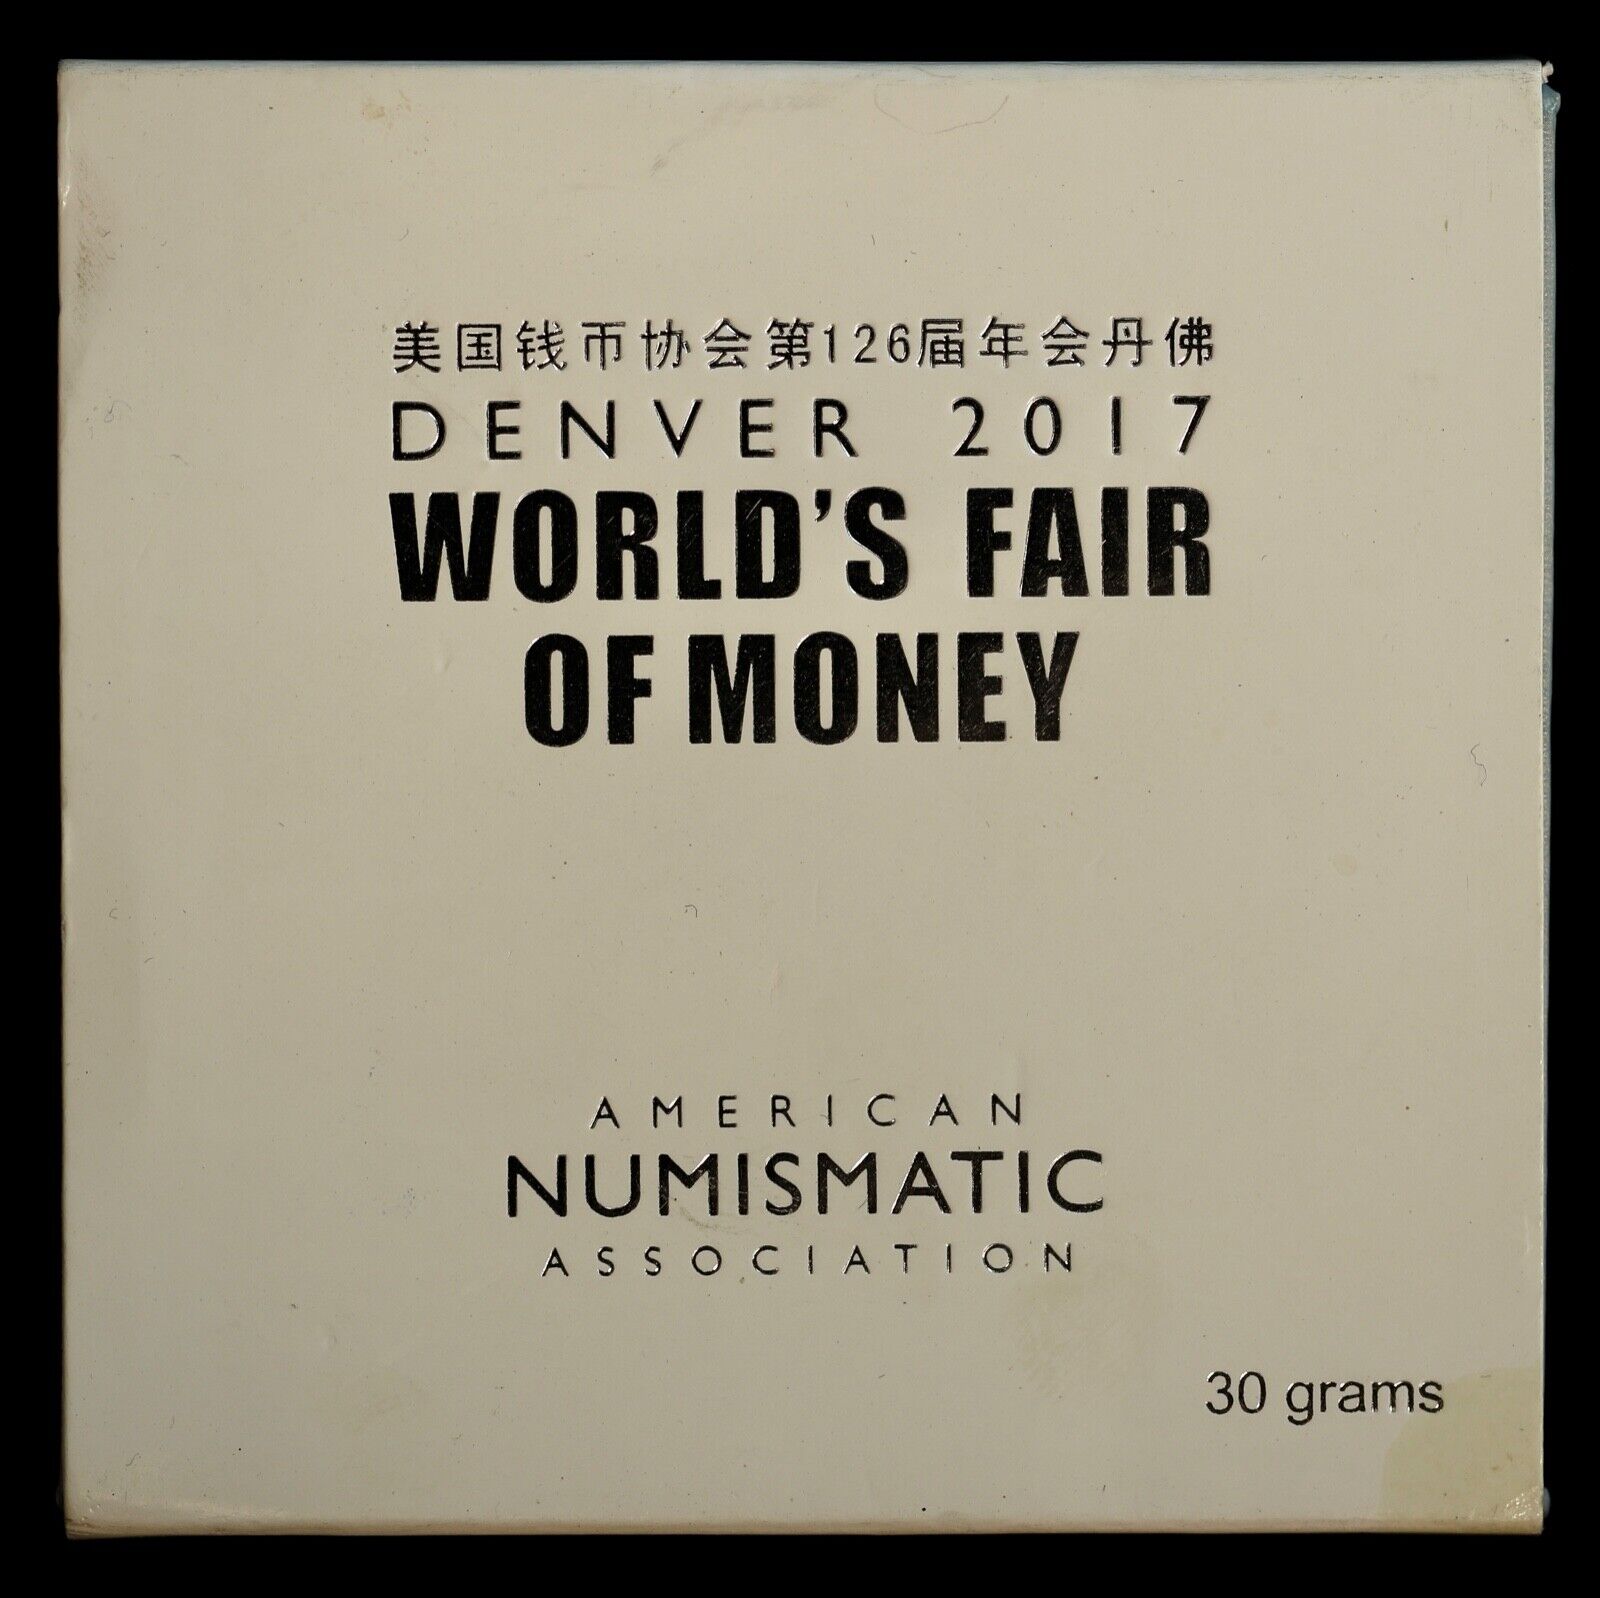 美国钱币协会第126届年会丹佛
DENVER 2017
WORLD'S FAIR
OF MONEY
AMERICAN
NUMISMATIC
ASSOCIATION
30 grams